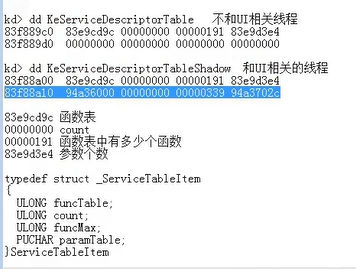 kd> dd KeServiceDescriptorTable 不和UI相关线程
83f889c0 83e9cd9c 00000000 00000191 83e9d3e4
83f889d0 00000000 00000000 00000000 00000000
kd> dd KeServiceDescriptorTableShadow 和UI相关的线程
83f88a00 83e9cd9c 00000000 00000191 83e9d3e4
83f88a10 94a36000 00000000 00000339 94a3702c
83e9cd9c 函数表
00000000 count
00000191 函数表中有多少个函数
83e9d3e4 参数个数
typedef struct _ServiceTableItem
{
ULONG funcTable;
ULONG count;
ULONG funcMax;
PUCHAR paramTable;
}ServiceTableItem